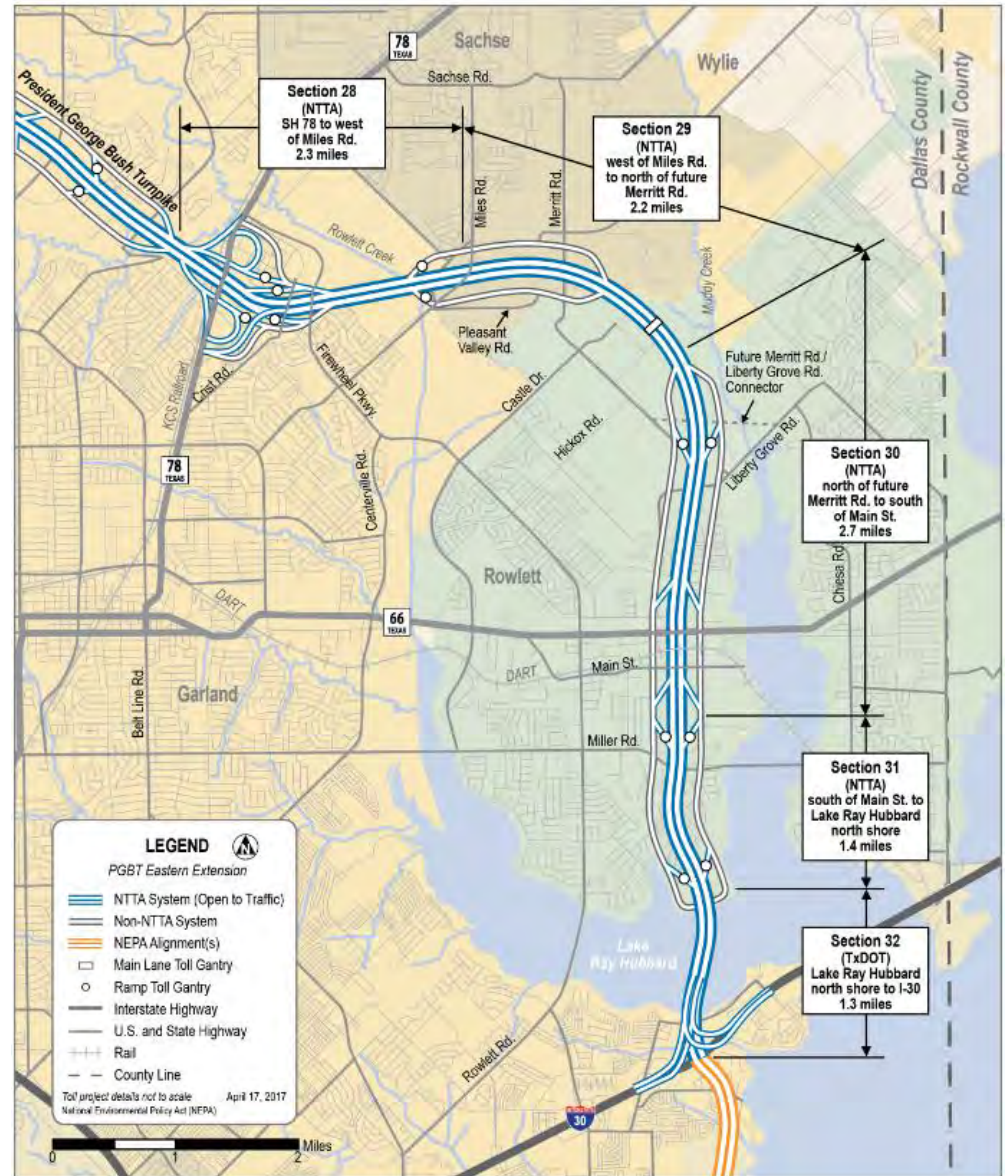 78
TEXAS
Sachse
Sachse Rd.
Wylie
President George Bush Turnpike
Section 28
(NTTA)
SH 78 to west
of Miles Rd.
2.3 miles
Section 29
(NTTA)
west of Miles Rd.
to north of future
Merritt Rd.
2.2 miles
Dallas County
Rockwall County
Miles Rd.
Merritt Rd.
Rowlett Creek
Muddy Creek
Pleasant
Valley Rd.
Future Merritt Rd./
Liberty Grove Rd.
Connector
KCS Railroad
Crist Rd.
Firewheel Pkwy.
Castle Dr.
Hickox Rd.
Liberty Grove Rd.
78
TEXAS
Centerville Rd.
Section 30
(NTTA)
north of future
Merritt Rd. to south
of Main St.
2.7 miles
Rowlett
Chiesa Rd.
DART
66
TEXAS
Main St.
DART
Garland
Belt Line Rd.
Miller Rd.
Section 31
(NTTA)
south of Main St. to
Lake Ray Hubbard
north shore
1.4 miles
LEGEND
N
PGBT Eastern Extension
NTTA System (Open to Traffic)
Non-NTTA System
NEPA Alignment(s)
Main Lane Toll Gantry
Ramp Toll Gantry
Interstate Highway
U.S. and State Highway
Rail
County Line
Toll project details not to scale April 17, 2017
National Environmental Policy Act (NEPA)
Lake
Ray Hubbard
Section 32
(TxDOT)
Lake Ray Hubbard
north shore to I-30
1.3 miles
Rowlett Rd.
INTERSTATE
30
Miles
0 1 2